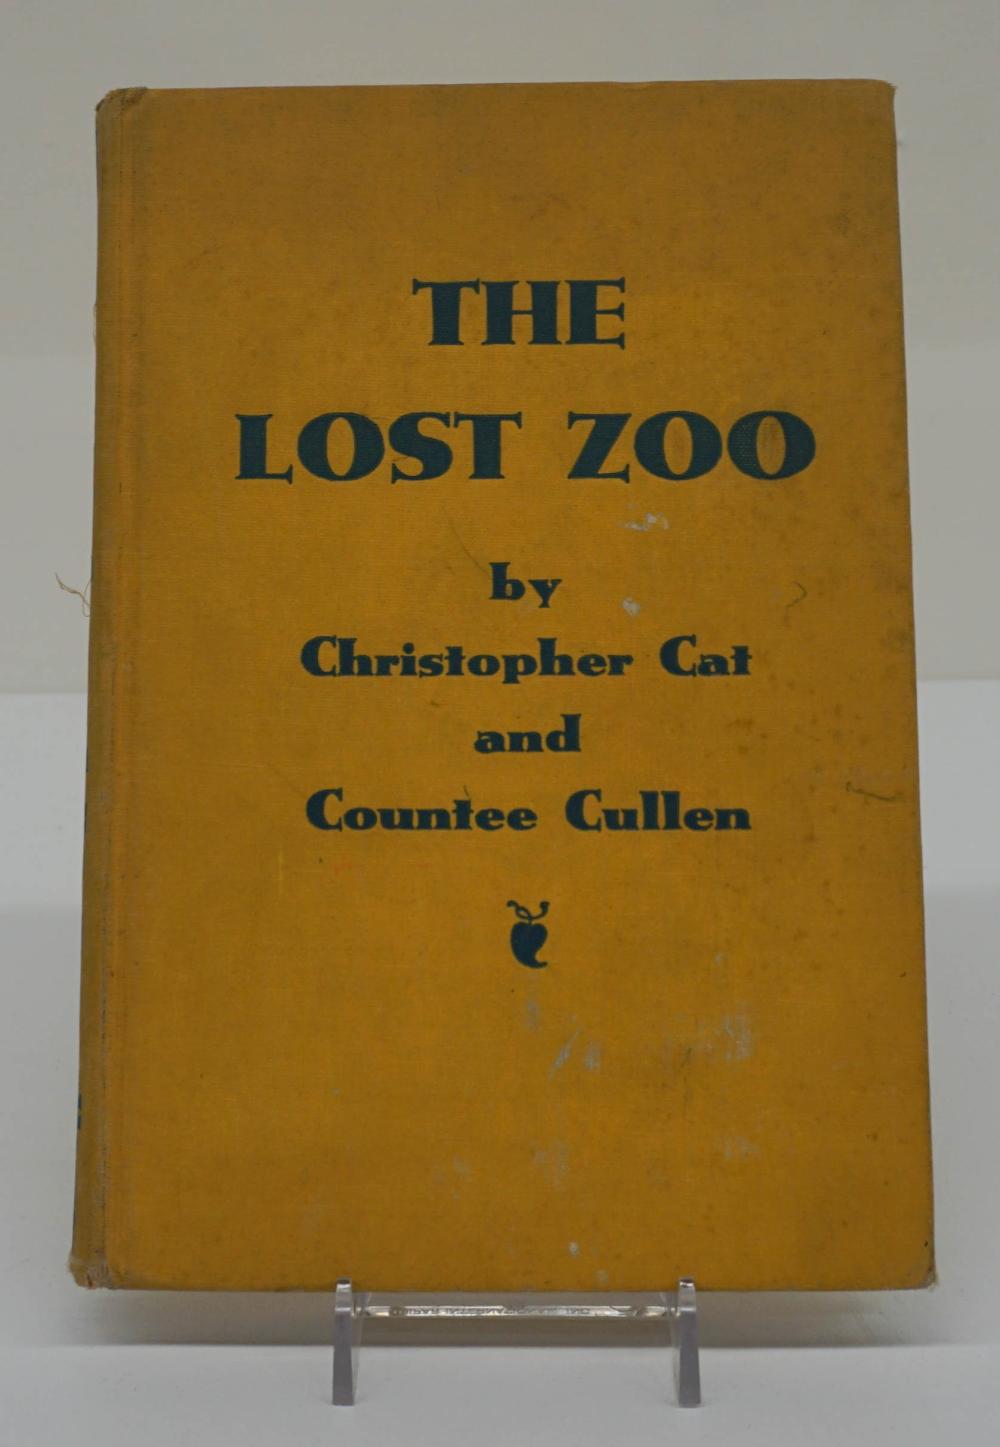 THE
LOST ZOO
by
Christopher Cat
and
Countee Cullen